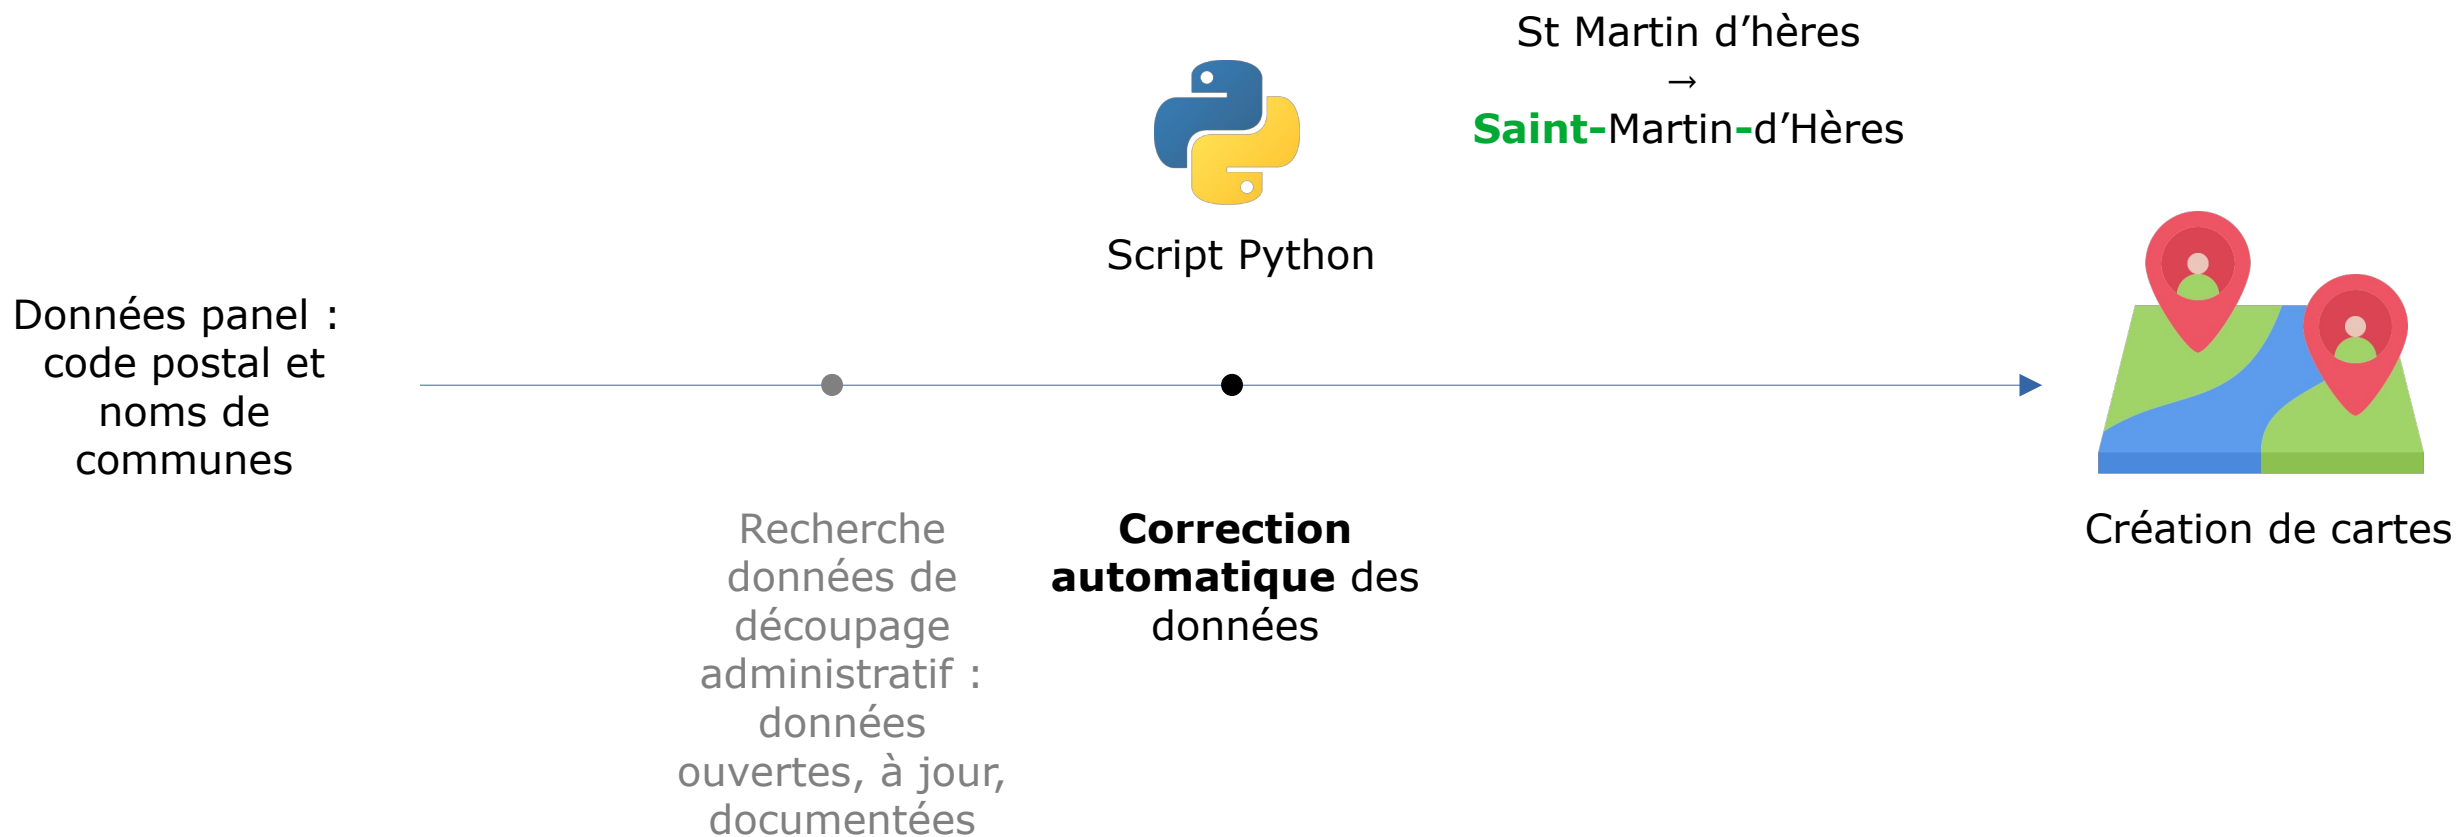 St Martin d’hères
→
Saint-Martin-d’Hères
Script Python
Données panel :
code postal et
noms de
communes
Recherche
données de
découpage
administratif :
données
ouvertes, à jour,
documentées
Correction
automatique des
données
Création de cartes